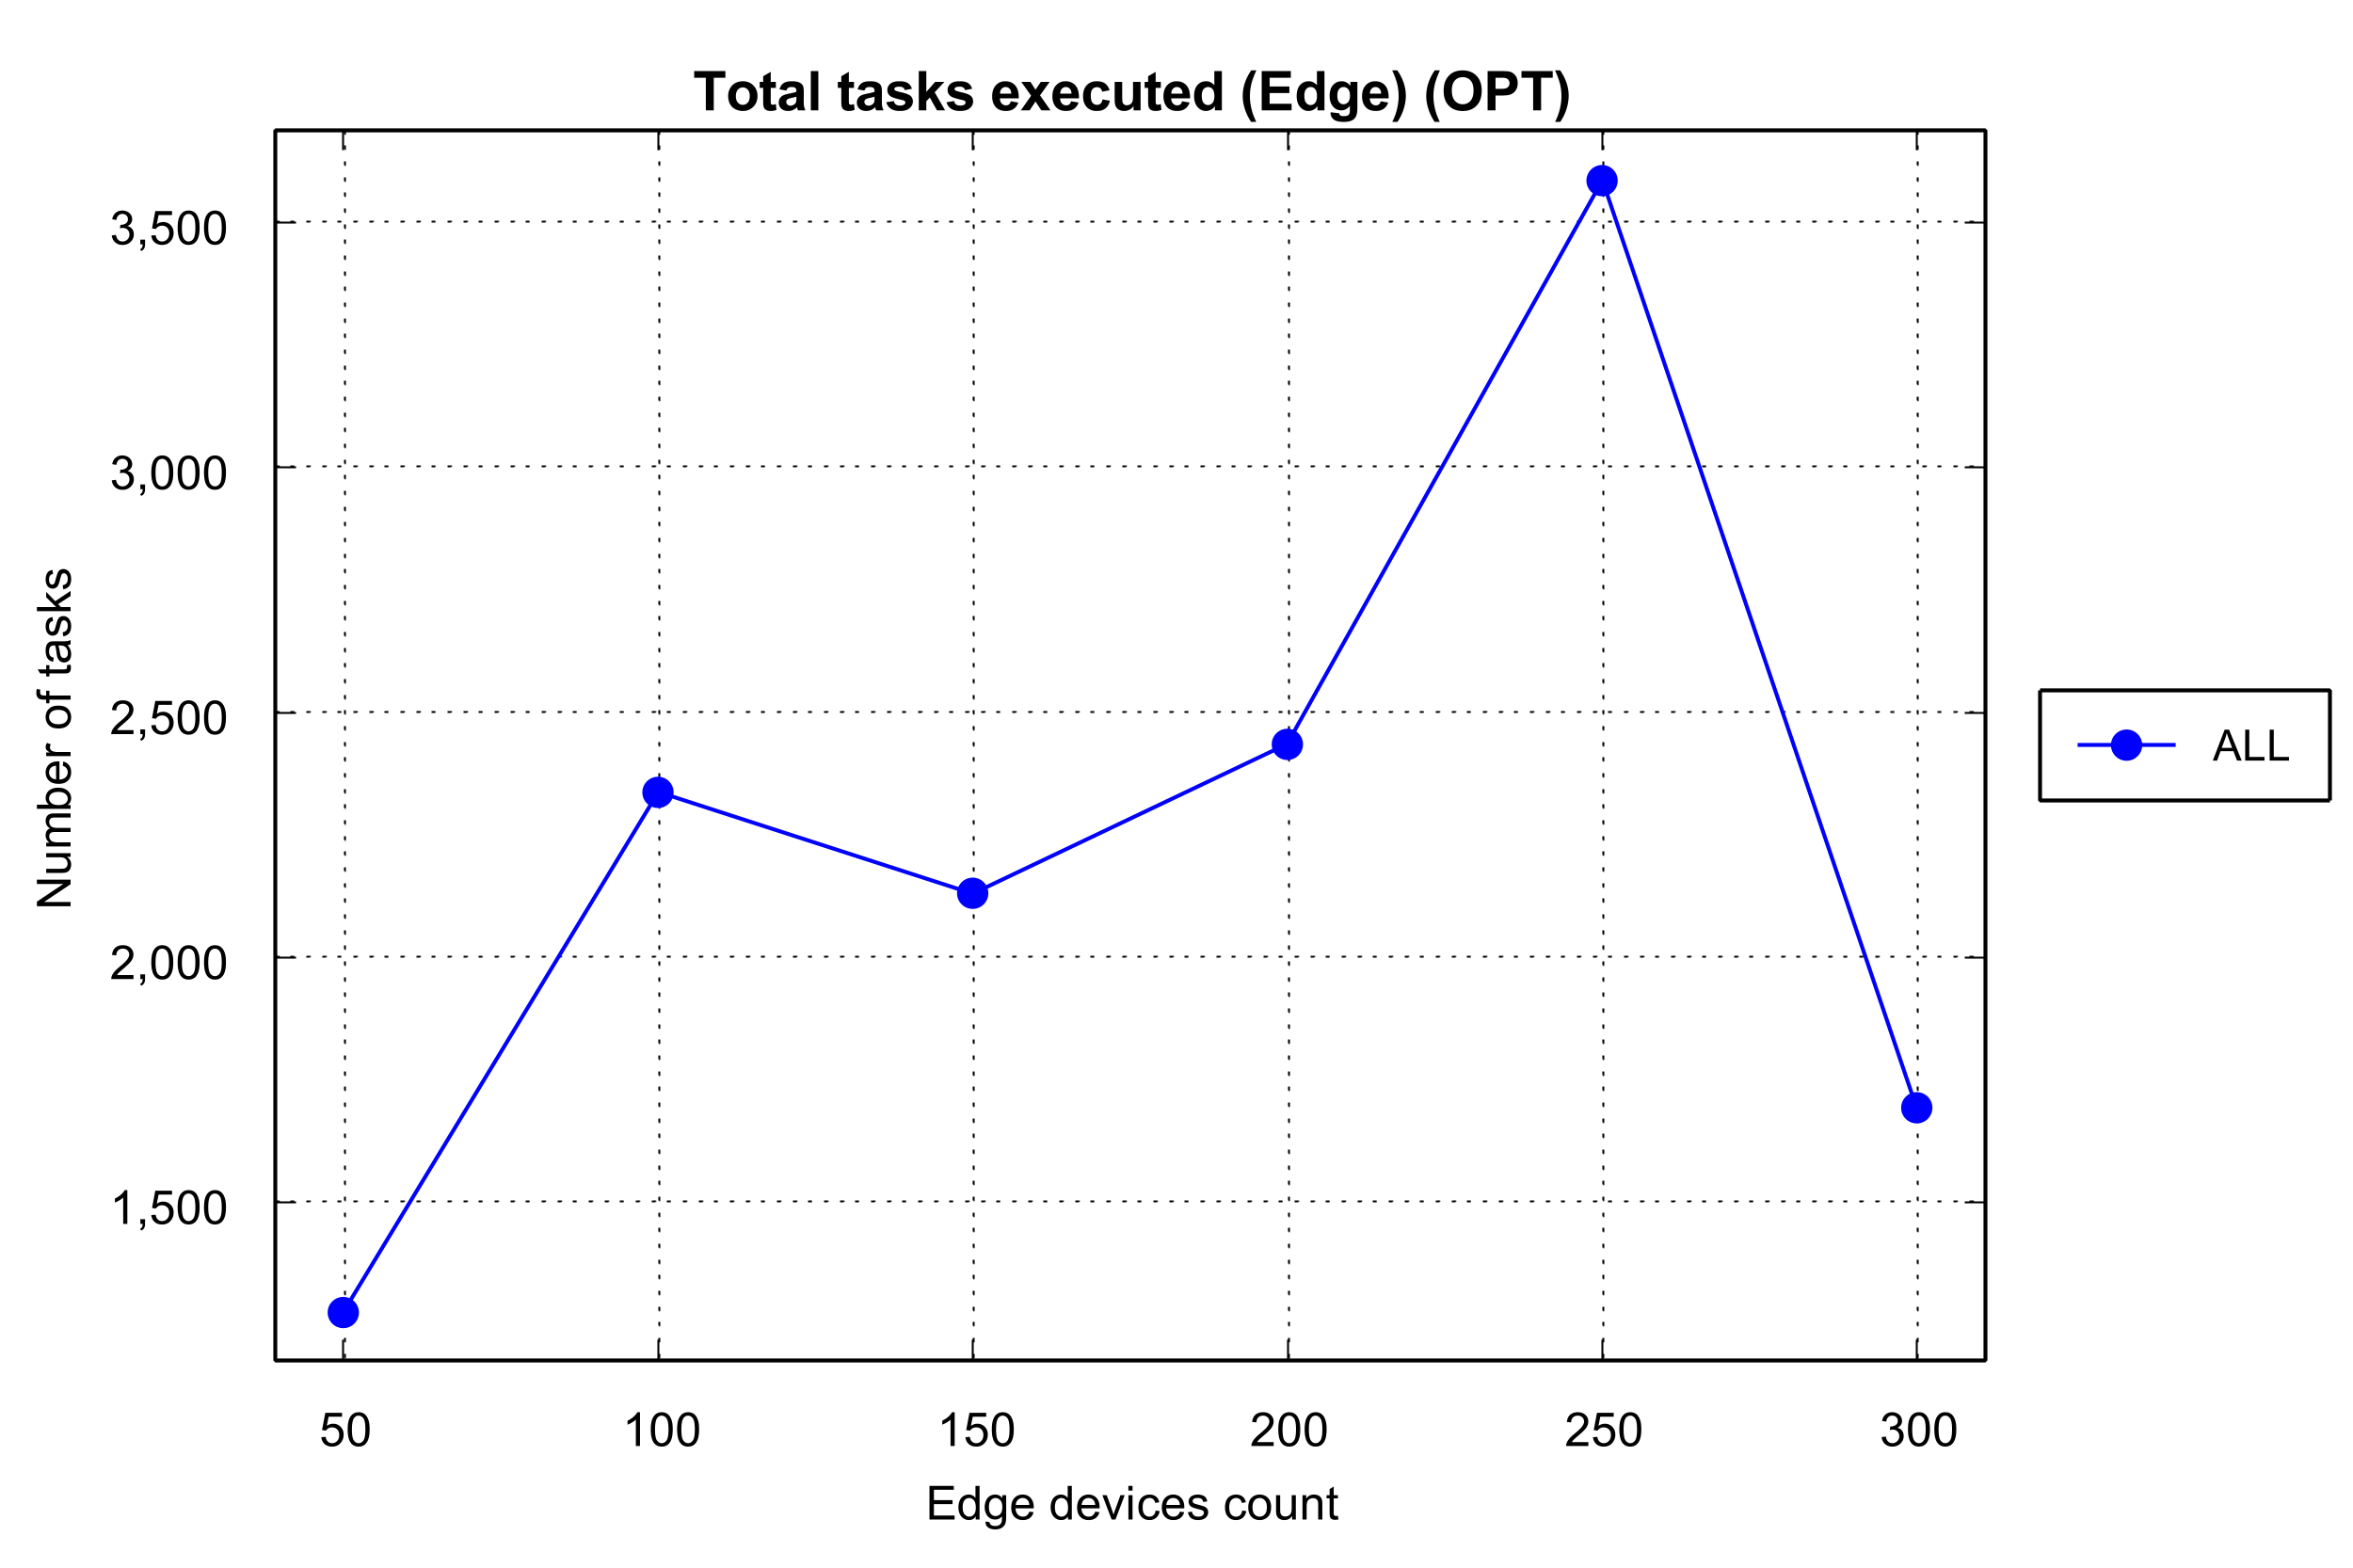 Total tasks executed (Edge) (OPT)
3,500
3,000
2,500
2,000
1,500
Number of tasks
ALL
50 100 150 200 250 300
Edge devices count